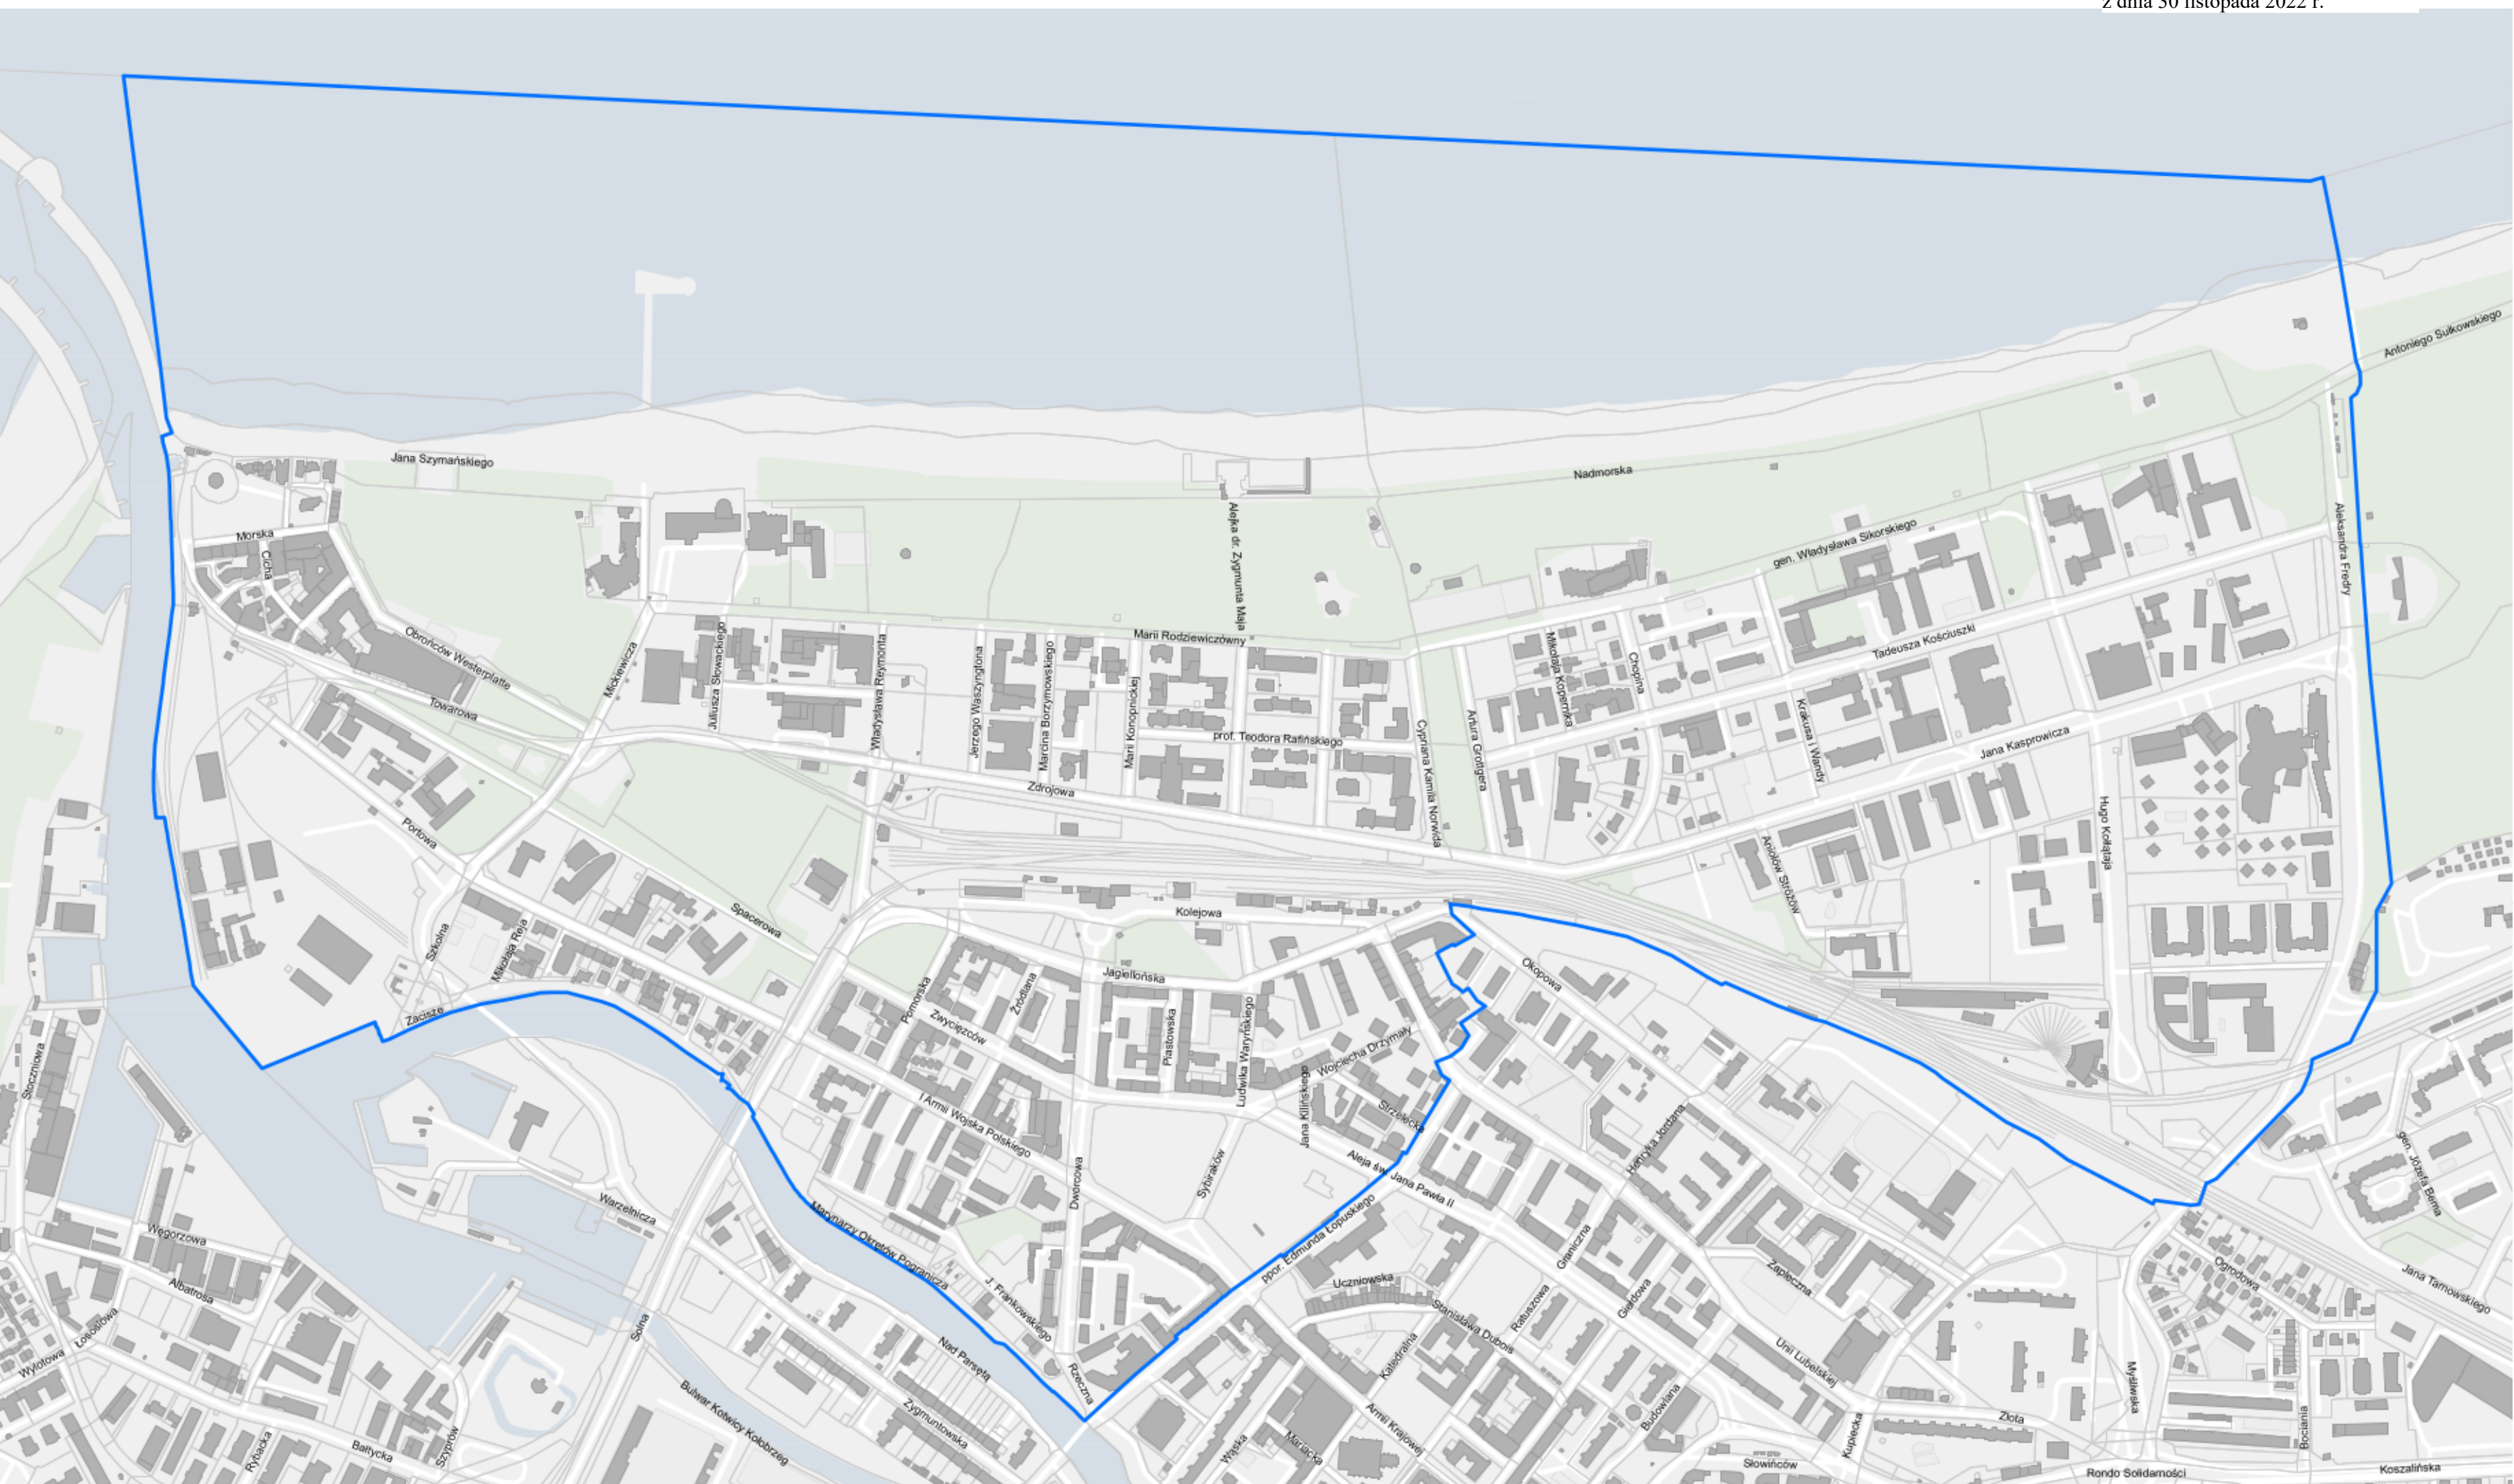 z dnia 30 listopada 2022 r.
Antoniego Sułkowskiego
Jana Szymańskiego
Nadmorska
Morska
Cicha
Alejka dr. Zygmunta Maja
gen. Władysława Sikorskiego
Aleksandra Fredry
Obrońców Westerplatte
Marii Rodziewiczówny
Tadeusza Kościuszki
Mickiewicza
Juliusza Słowackiego
Władysława Reymonta
Jerzego Waszyngtona
Marcina Borzymowskiego
Marii Konopnickiej
Mikołaja Kopernika
Chopina
Towarowa
prof. Teodora Rafińskiego
Cypriana Kamila Norwida
Artura Grottgera
Krakusa i Wandy
Jana Kasprowicza
Zdrojowa
Portowa
Hugo Kołłątaja
Aniołów Stróżów
Spacerowa
Kolejowa
Szkolna
Mikołaja Reja
Jagiellońska
Okopowa
Pomorska
Źródlana
Zwycięzców
Zacisze
Piastowska
Ludwika Waryńskiego
Wojciecha Drzymały
Stoczniowa
Jana Kilińskiego
Strzelecka
I Armii Wojska Polskiego
Henryka Jordana
gen. Józefa Bema
Dworcowa
Sybiraków
Aleja św. Jana Pawła II
Warzelnicza
Marynarzy Okrętów Pogranicza
ppor. Edmunda Łopuskiego
Węgorzowa
Graniczna
Zapieczna
Ogrodowa
Jana Tarnowskiego
Albatrosa
J. Frankowskiego
Uczniowska
Stanisława Dubois
Ratuszowa
Giełdowa
Łososiowa
Solna
Wylotowa
Nad Parsętą
Rzeczna
Katedralna
Unii Lubelskiej
Myśliwska
Bulwar Kotwicy Kołobrzeg
Zygmuntowska
Armii Krajowej
Budowlana
Złota
Kupiecka
Bociania
Rybacka
Bałtycka
Szyprów
Wąska
Mariacka
Słowińców
Rondo Solidarności
Koszalińska